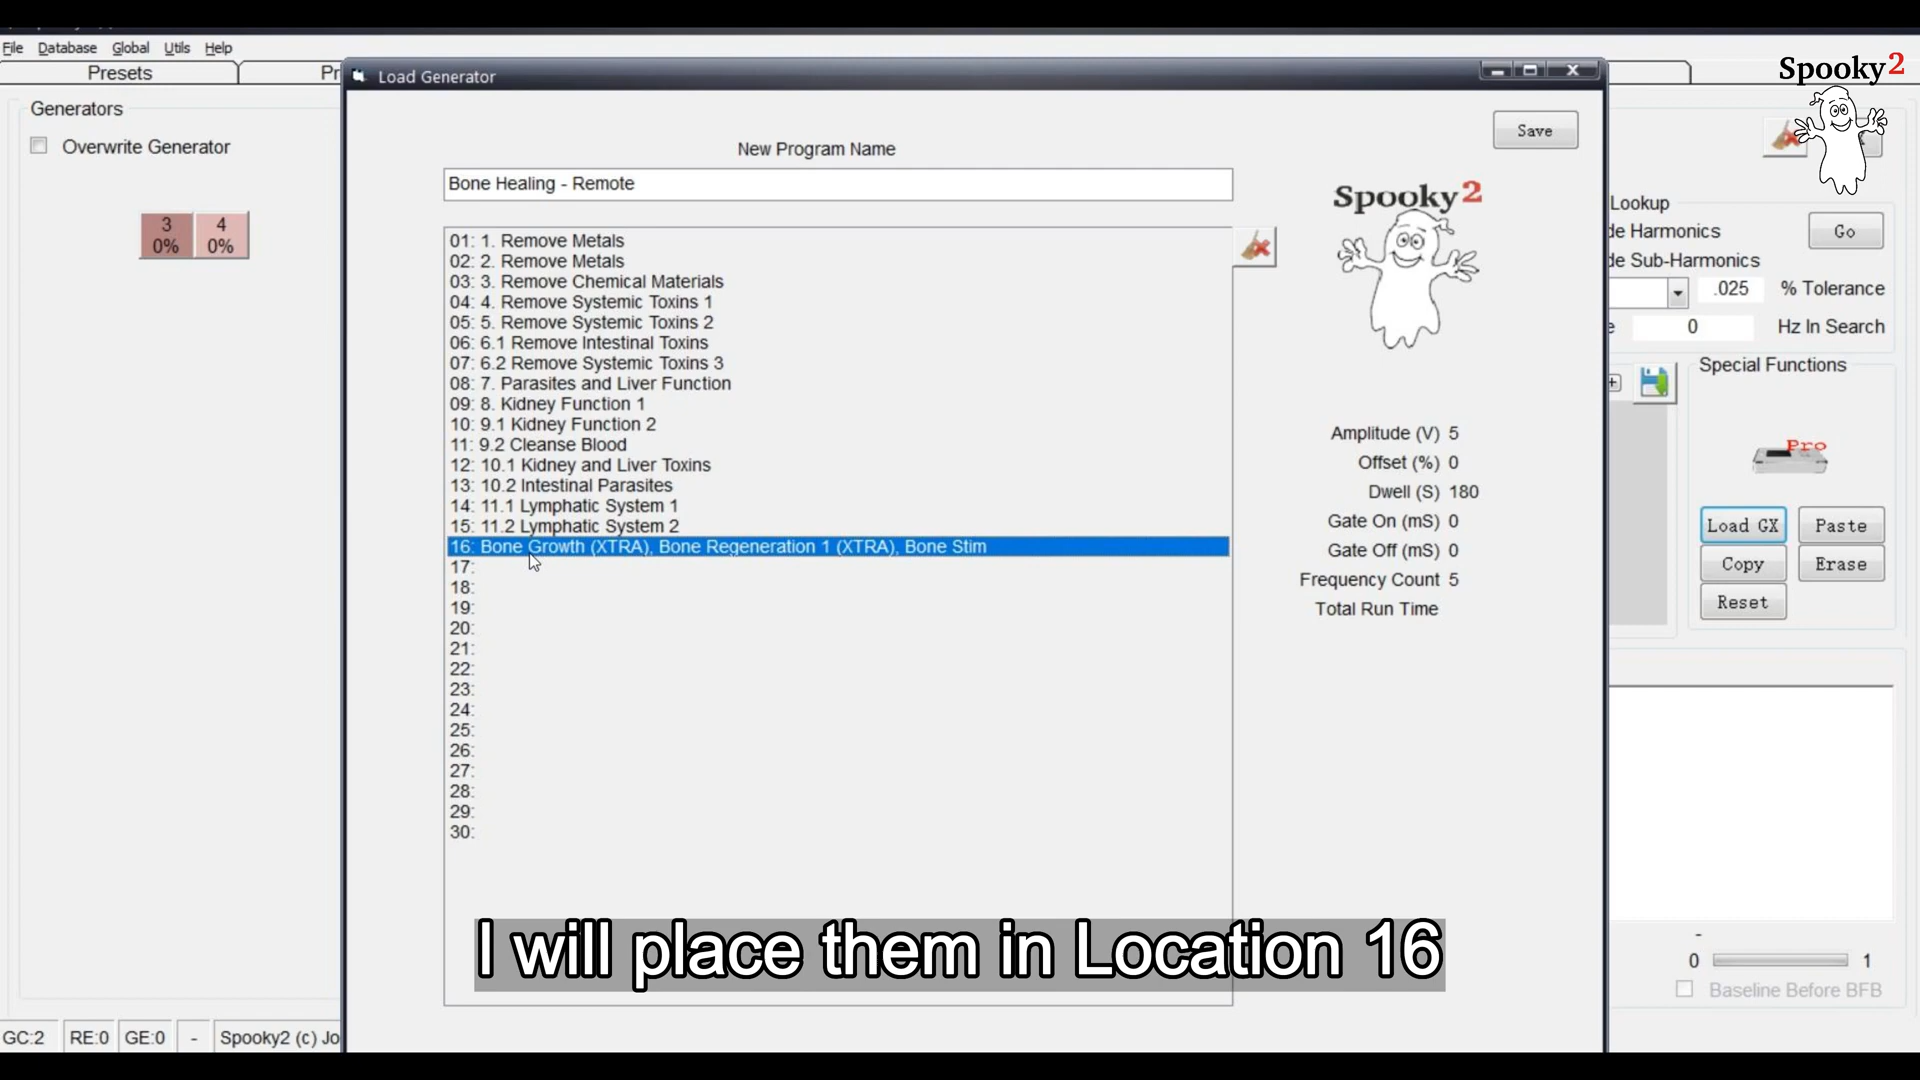 File Database Global Utils Help
Presets
Pr
Load Generator
Spooky2
Generators
Overwrite Generator
3 4
0% 0%
New Program Name
Save
Bone Healing - Remote
Spooky2
01: 1. Remove Metals
02: 2. Remove Metals
03: 3. Remove Chemical Materials
04: 4. Remove Systemic Toxins 1
05: 5. Remove Systemic Toxins 2
06: 6.1 Remove Intestinal Toxins
07: 6.2 Remove Systemic Toxins 3
08: 7. Parasites and Liver Function
09: 8. Kidney Function 1
10: 9.1 Kidney Function 2
11: 9.2 Cleanse Blood
12: 10.1 Kidney and Liver Toxins
13: 10.2 Intestinal Parasites
14: 11.1 Lymphatic System 1
15: 11.2 Lymphatic System 2
16: Bone Growth (XTRA), Bone Regeneration 1 (XTRA), Bone Stim
17:
18:
19:
20:
21:
22:
23:
24:
25:
26:
27:
28:
29:
30:
Amplitude (V) 5
Offset (%) 0
Dwell (S) 180
Gate On (mS) 0
Gate Off (mS) 0
Frequency Count 5
Total Run Time
Lookup
de Harmonics
Go
de Sub-Harmonics
.025 % Tolerance
e 0 Hz In Search
Special Functions
Pro
Load GX Paste
Copy Erase
Reset
I will place them in Location 16
-
0 1
Baseline Before BFB
GC:2 RE:0 GE:0 - Spooky2 (c) Jo